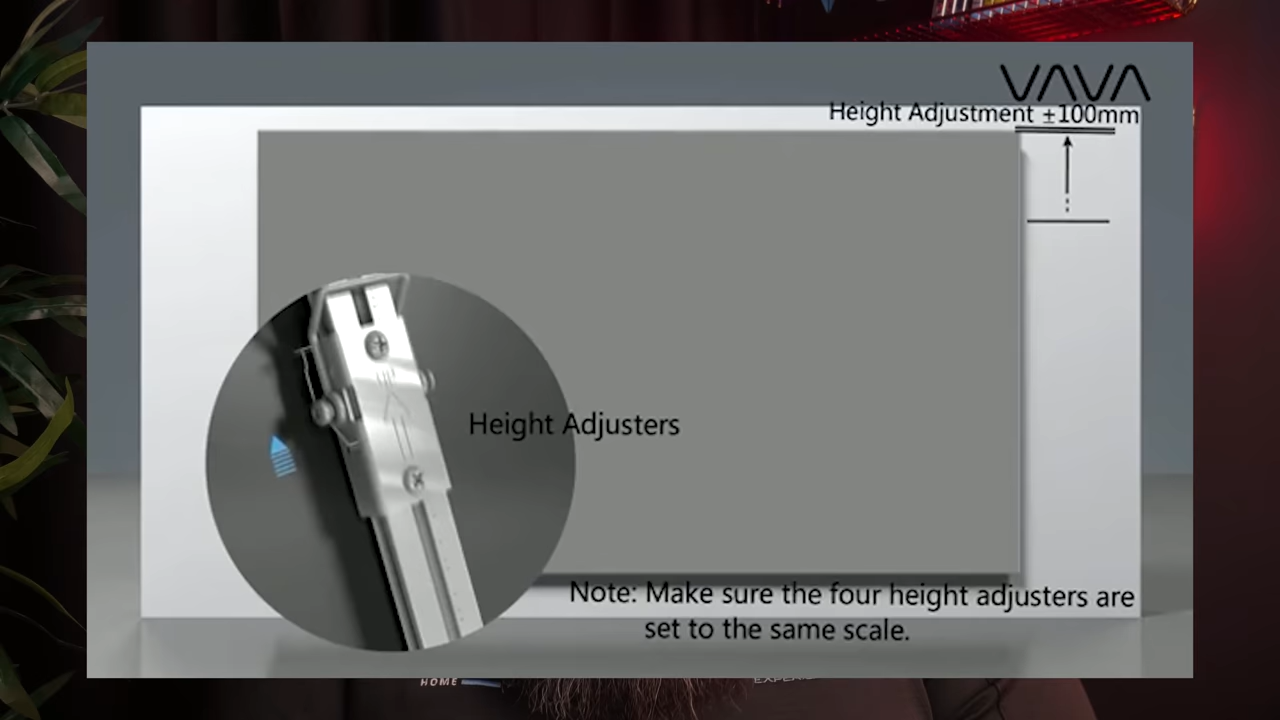 VAVA
Height Adjustment ±100mm
Height Adjusters
Note: Make sure the four height adjusters are
set to the same scale.
HOME